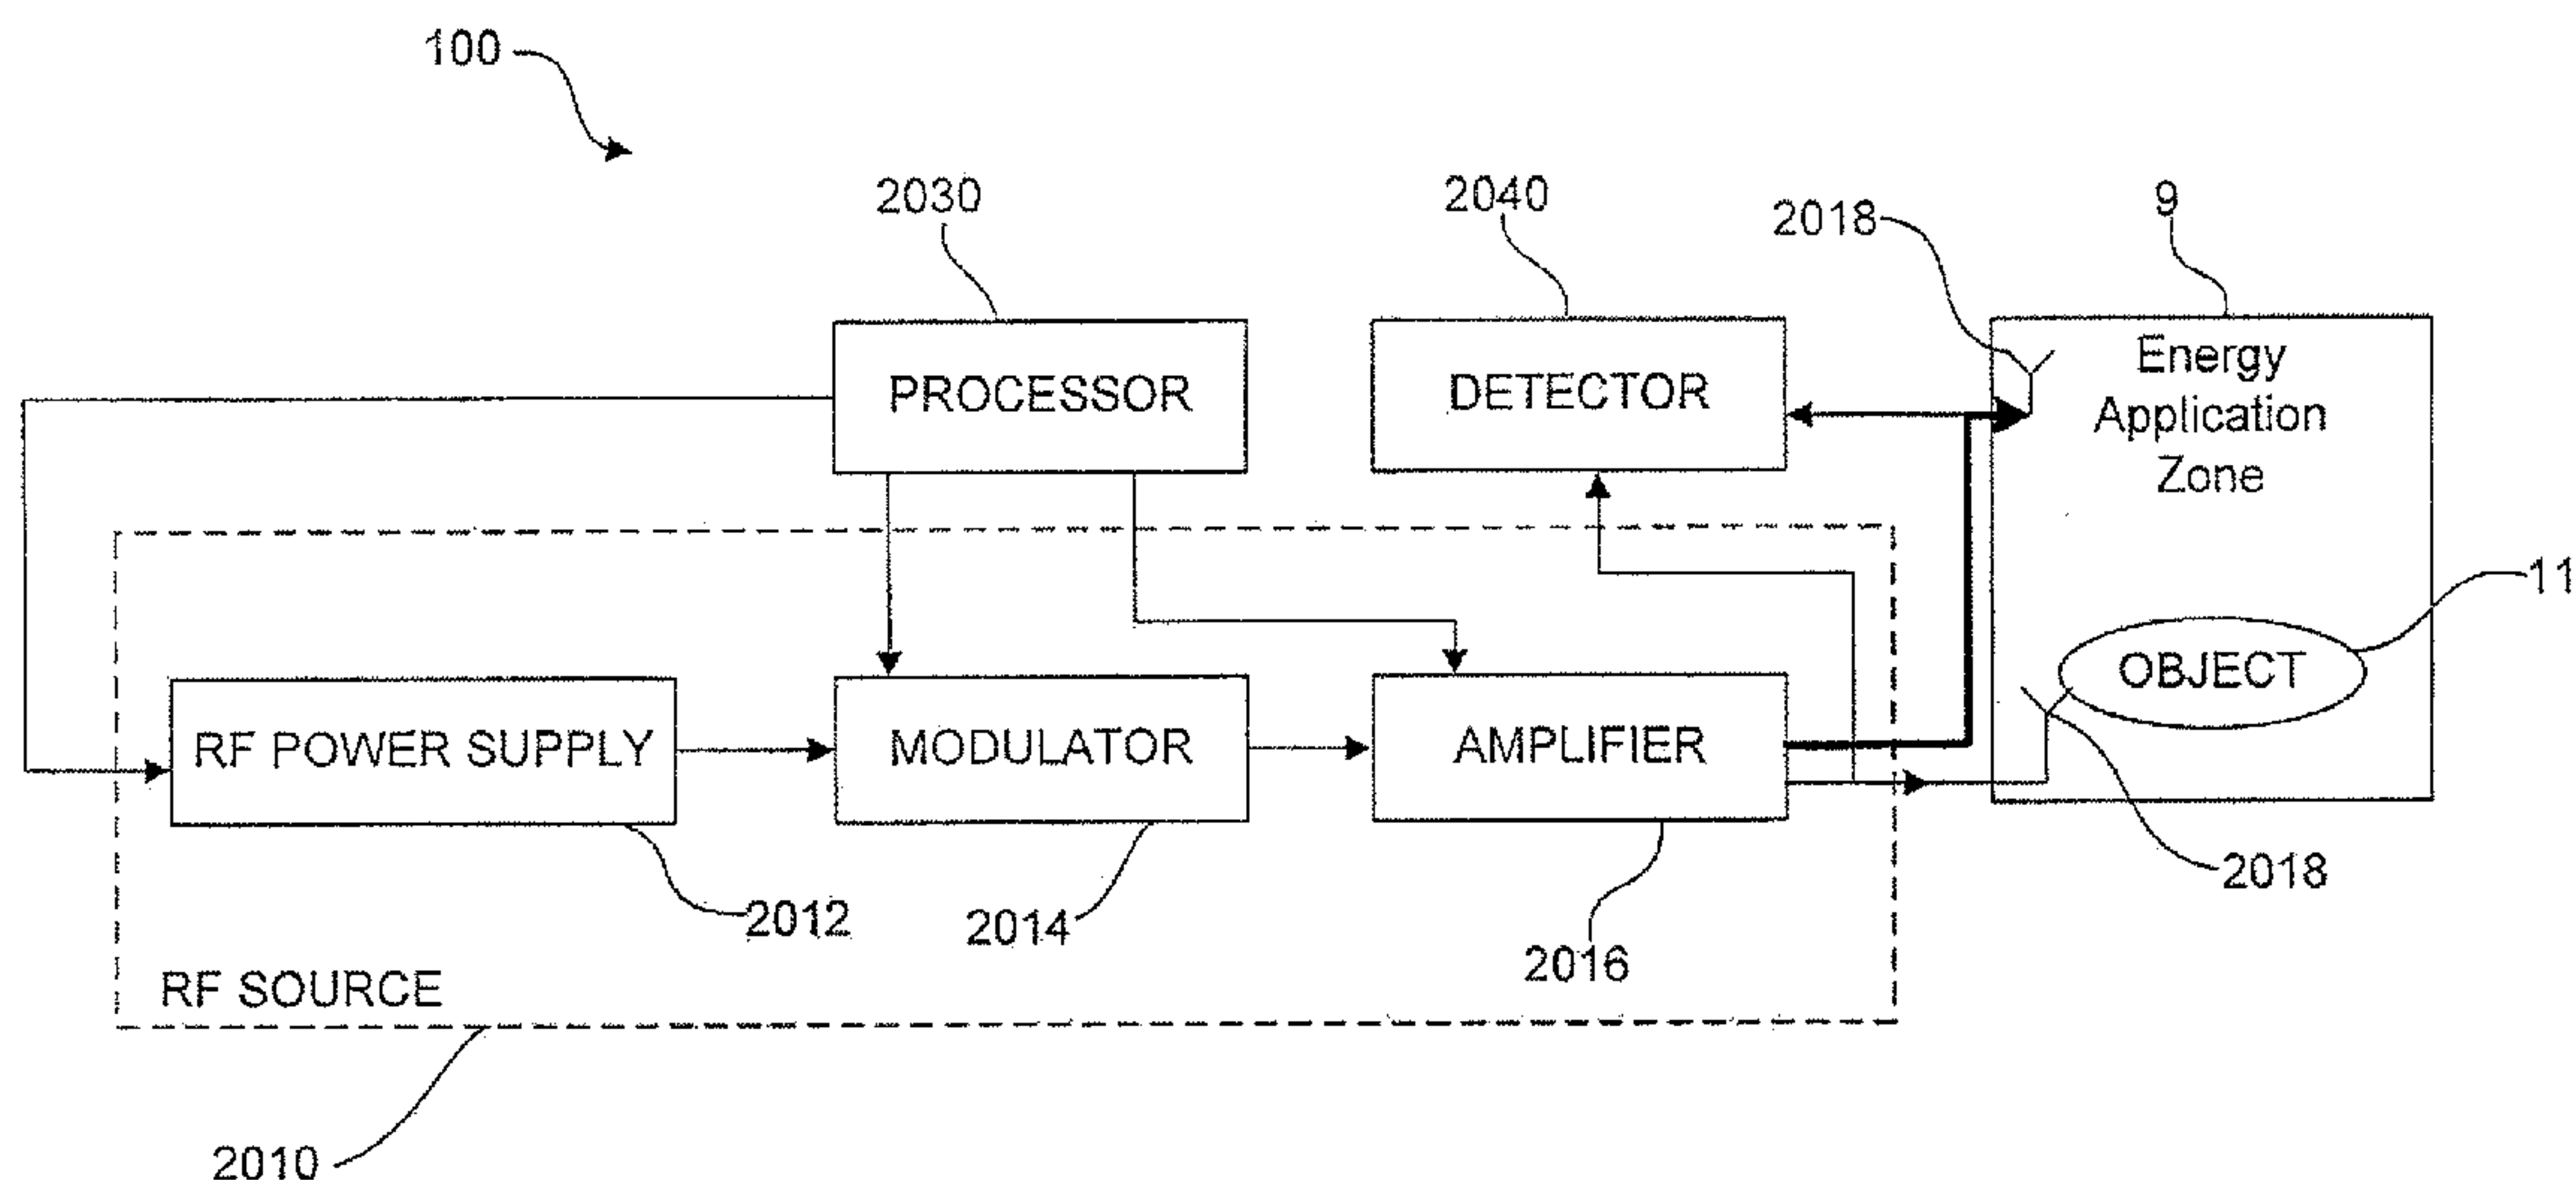 100
2030
2040
2018
9
PROCESSOR
DETECTOR
Energy
Application
Zone
11
OBJECT
RF POWER SUPPLY
MODULATOR
AMPLIFIER
2018
2012
2014
2016
RF SOURCE
2010